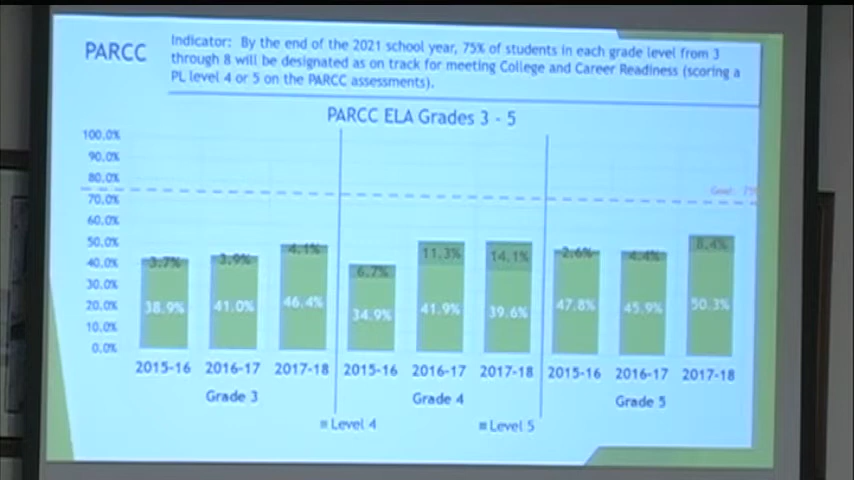 PARCC
Indicator: By the end of the 2021 school year, 75% of students in each grade level from 3
through 8 will be designated as on track for meeting College and Career Readiness (scoring a
PL level 4 or 5 on the PARCC assessments).
PARCC ELA Grades 3 - 5
100.0%
90.0%
80.0%
Goal: 75%
70.0%
60.0%
50.0%
40.0%
30.0%
20.0%
10.0%
0.0%
3.7% 3.9% 4.1% 6.7% 11.3% 14.1% 2.6% 4.4% 8.4%
38.9% 41.0% 46.4% 34.9% 41.9% 39.6% 47.8% 45.9% 50.3%
2015-16 2016-17 2017-18 2015-16 2016-17 2017-18 2015-16 2016-17 2017-18
Grade 3 Grade 4 Grade 5
Level 4 Level 5